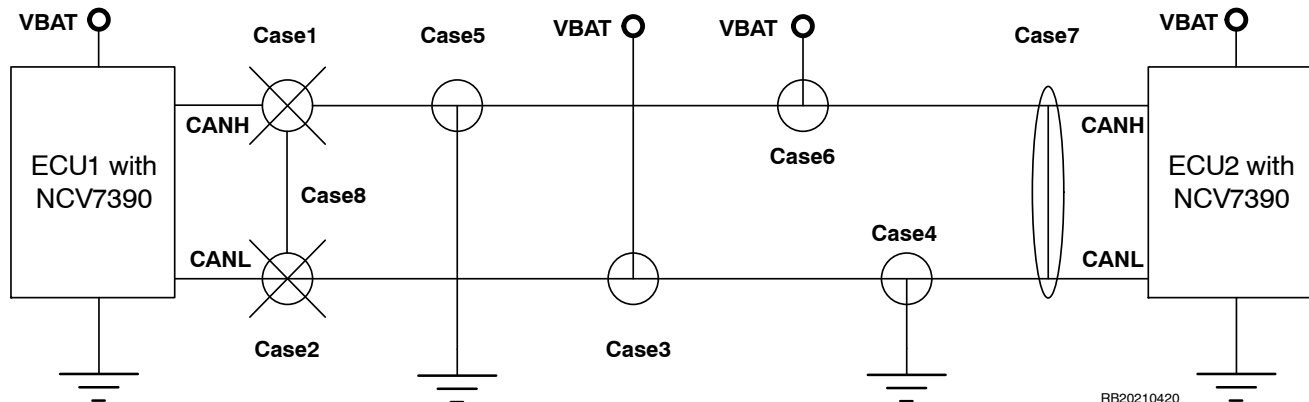 VBAT
Case1
Case5
VBAT
VBAT
Case7
VBAT
CANH
CANH
ECU1 with
NCV7390
Case8
Case6
ECU2 with
NCV7390
CANL
Case4
CANL
Case2
Case3
RB20210420